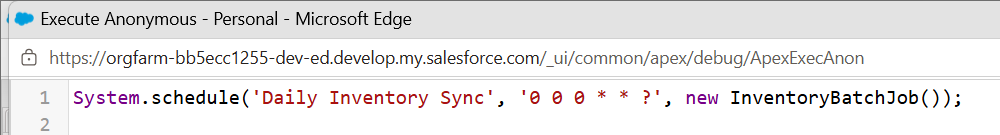 Execute Anonymous - Personal - Microsoft Edge
https://orgfarm-bb5ecc1255-dev-ed.develop.my.salesforce.com/_ui/common/apex/debug/ApexExecAnon
1 System.schedule('Daily Inventory Sync', '0 0 0 * * ?', new InventoryBatchJob());
2